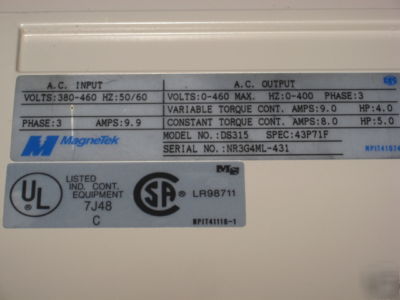 A.C. INPUT
VOLTS:380-460 HZ:50/60
PHASE:3 AMPS:9.9
MagneTek
A.C. OUTPUT
VOLTS:0-460 MAX. HZ:0-400 PHASE:3
VARIABLE TORQUE CONT. AMPS:9.0 HP:4.0
CONSTANT TORQUE CONT. AMPS:8.0 HP:5.0
MODEL NO.:DS315 SPEC:43P71F
SERIAL NO.:NR3G4ML-431
UL
LISTED
IND. CONT.
EQUIPMENT
7J48
C
SA
LR98711
NPIT41118-1